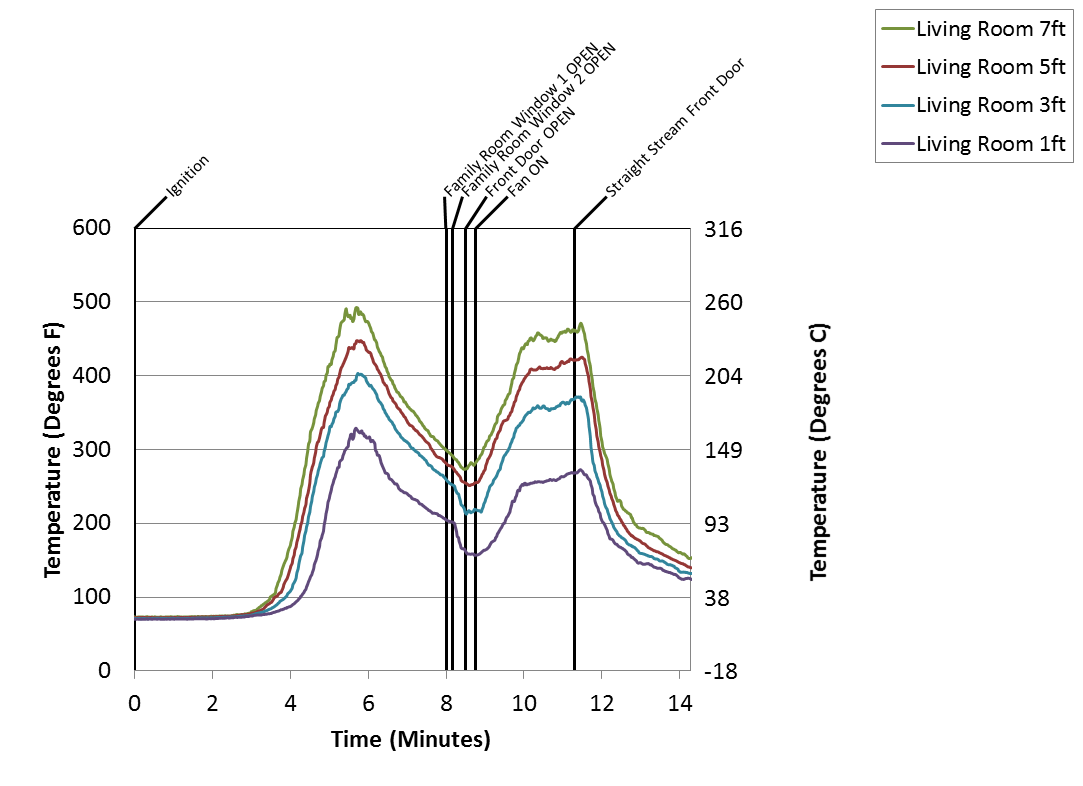 Living Room 7ft
Living Room 5ft
Living Room 3ft
Living Room 1ft
Ignition
Family Room Window 1 OPEN
Family Room Window 2 OPEN
Front Door OPEN
Fan ON
Straight Stream Front Door
600
500
400
300
200
100
0
Temperature (Degrees F)
316
260
204
149
93
38
-18
Temperature (Degrees C)
0 2 4 6 8 10 12 14
Time (Minutes)